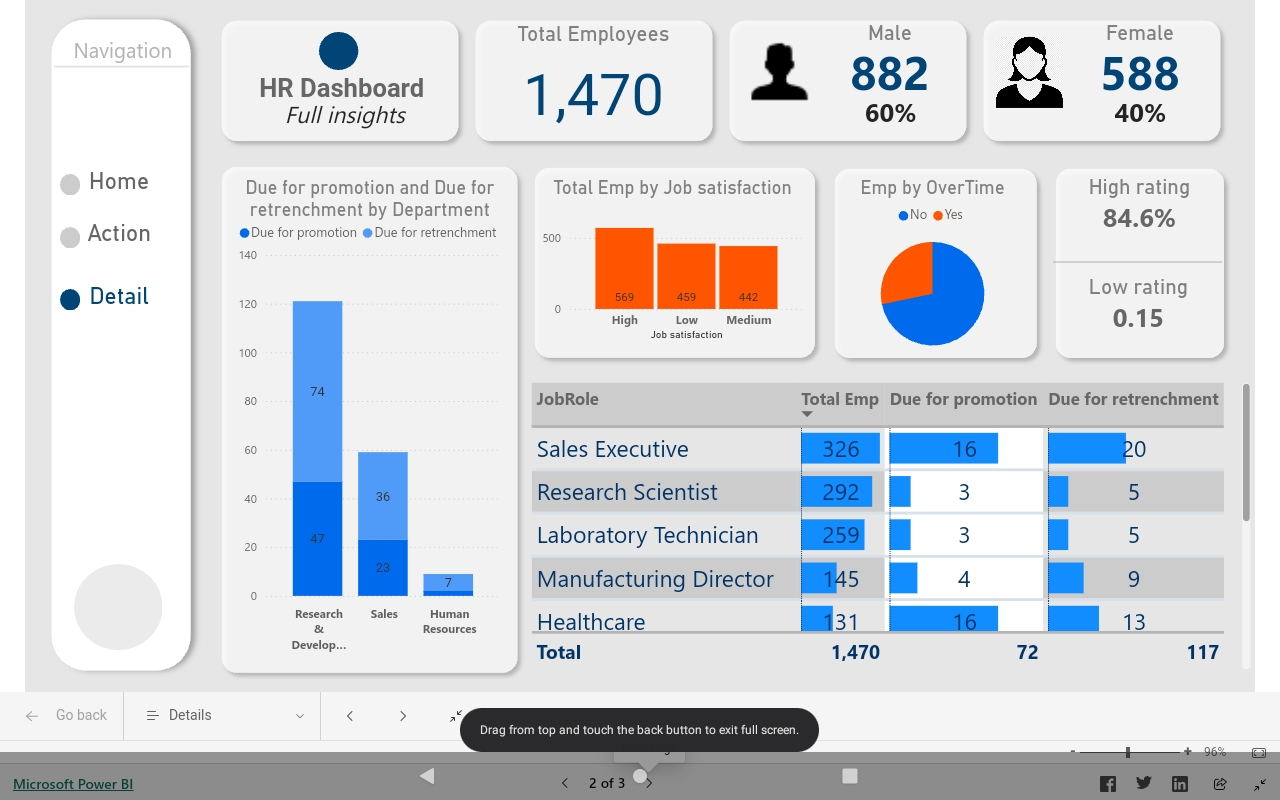 Navigation
Home
Action
Detail
HR Dashboard
Full insights
Total Employees
1,470
Male
882
60%
Female
588
40%
Due for promotion and Due for
retrenchment by Department
Due for promotion Due for retrenchment
140
120
100
80
60
40
20
0
74
47
36
23
7
Research
&
Develop...
Sales
Human
Resources
Total Emp by Job satisfaction
500
0
569
459
442
High
Low
Medium
Job satisfaction
Emp by OverTime
No Yes
High rating
84.6%
Low rating
0.15
JobRole Total Emp Due for promotion Due for retrenchment
Sales Executive 326 16 20
Research Scientist 292 3 5
Laboratory Technician 259 3 5
Manufacturing Director 145 4 9
Healthcare 131 16 13
Total 1,470 72 117
Go back
Details
Drag from top and touch the back button to exit full screen.
- + 96%
Microsoft Power BI
2 of 3